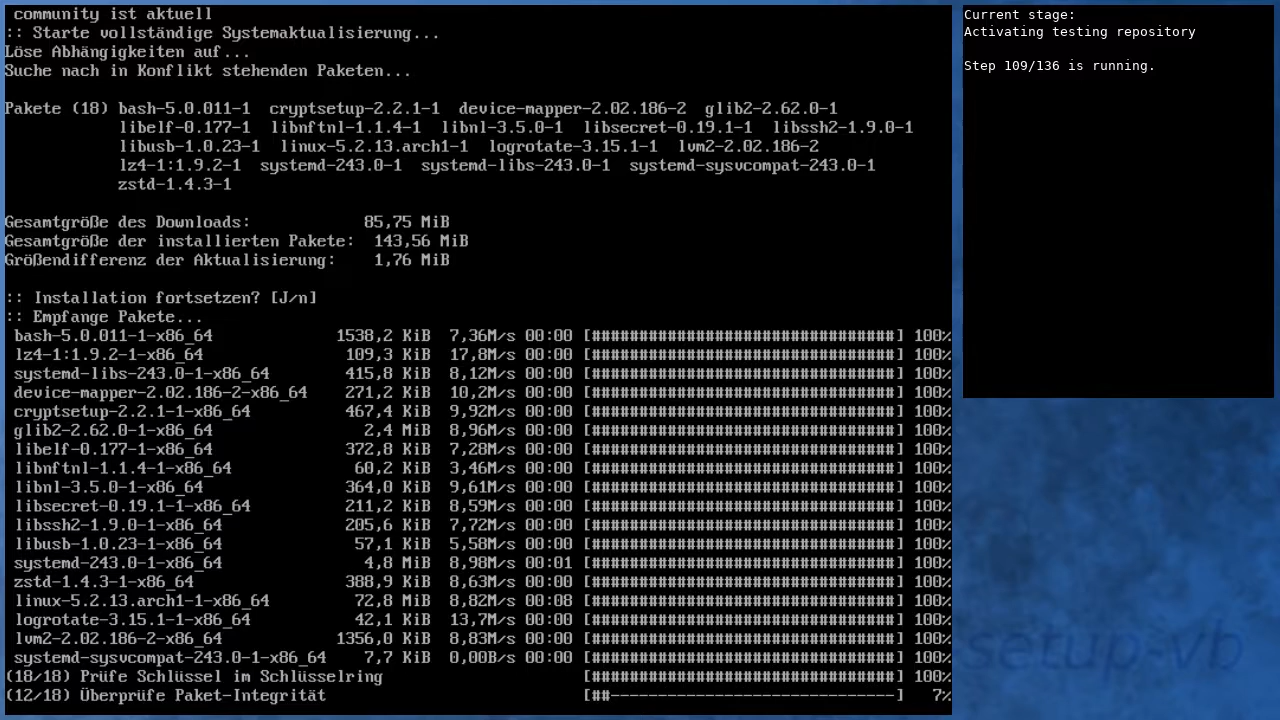 community ist aktuell
:: Starte vollständige Systemaktualisierung...
Löse Abhängigkeiten auf...
Suche nach in Konflikt stehenden Paketen...
Pakete (18) bash-5.0.011-1  cryptsetup-2.2.1-1  device-mapper-2.02.186-2  glib2-2.62.0-1
libelf-0.177-1  libnftnl-1.1.4-1  libnl-3.5.0-1  libsecret-0.19.1-1  libssh2-1.9.0-1
libusb-1.0.23-1  linux-5.2.13.arch1-1  logrotate-3.15.1-1  lvm2-2.02.186-2
lz4-1:1.9.2-1  systemd-243.0-1  systemd-libs-243.0-1  systemd-sysvcompat-243.0-1
zstd-1.4.3-1
Gesamtgröße des Downloads: 85,75 MiB
Gesamtgröße der installierten Pakete: 143,56 MiB
Größendifferenz der Aktualisierung: 1,76 MiB
:: Installation fortsetzen? [J/n]
:: Empfange Pakete...
bash-5.0.011-1-x86_64 1538,2 KiB 7,36M/s 00:00 [################################] 100%
lz4-1:1.9.2-1-x86_64 109,3 KiB 17,8M/s 00:00 [################################] 100%
systemd-libs-243.0-1-x86_64 415,8 KiB 8,12M/s 00:00 [################################] 100%
device-mapper-2.02.186-2-x86_64 271,2 KiB 10,2M/s 00:00 [################################] 100%
cryptsetup-2.2.1-1-x86_64 467,4 KiB 9,92M/s 00:00 [################################] 100%
glib2-2.62.0-1-x86_64 2,4 MiB 8,96M/s 00:00 [################################] 100%
libelf-0.177-1-x86_64 372,8 KiB 7,28M/s 00:00 [################################] 100%
libnftnl-1.1.4-1-x86_64 60,2 KiB 3,46M/s 00:00 [################################] 100%
libnl-3.5.0-1-x86_64 364,0 KiB 9,61M/s 00:00 [################################] 100%
libsecret-0.19.1-1-x86_64 211,2 KiB 8,59M/s 00:00 [################################] 100%
libssh2-1.9.0-1-x86_64 205,6 KiB 7,72M/s 00:00 [################################] 100%
libusb-1.0.23-1-x86_64 57,1 KiB 5,58M/s 00:00 [################################] 100%
systemd-243.0-1-x86_64 4,8 MiB 8,98M/s 00:01 [################################] 100%
zstd-1.4.3-1-x86_64 388,9 KiB 8,63M/s 00:00 [################################] 100%
linux-5.2.13.arch1-1-x86_64 72,8 MiB 8,82M/s 00:08 [################################] 100%
logrotate-3.15.1-1-x86_64 42,1 KiB 13,7M/s 00:00 [################################] 100%
lvm2-2.02.186-2-x86_64 1356,0 KiB 8,83M/s 00:00 [################################] 100%
systemd-sysvcompat-243.0-1-x86_64 7,7 KiB 0,00B/s 00:00 [################################] 100%
(18/18) Prüfe Schlüssel im Schlüsselring [################################] 100%
(12/18) Überprüfe Paket-Integrität [##------------------------------] 7%
Current stage:
Activating testing repository
Step 109/136 is running.
setup-vb